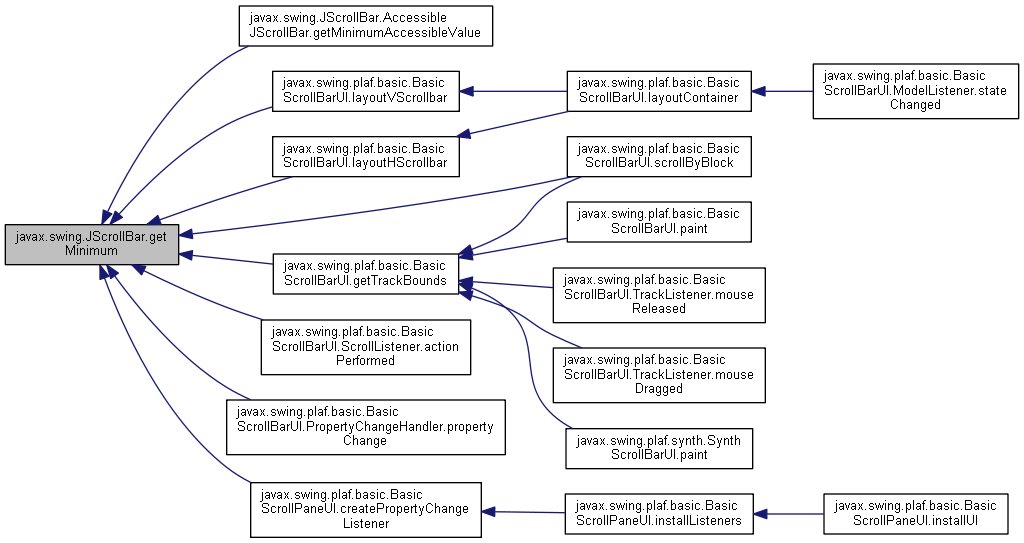 javax.swing.JScrollBar.Accessible
JScrollBar.getMinimumAccessibleValue
javax.swing.plaf.basic.Basic
ScrollBarUI.layoutVScrollbar
javax.swing.plaf.basic.Basic
ScrollBarUI.layoutContainer
javax.swing.plaf.basic.Basic
ScrollBarUI.ModelListener.state
Changed
javax.swing.plaf.basic.Basic
ScrollBarUI.layoutHScrollbar
javax.swing.plaf.basic.Basic
ScrollBarUI.scrollByBlock
javax.swing.JScrollBar.get
Minimum
javax.swing.plaf.basic.Basic
ScrollBarUI.paint
javax.swing.plaf.basic.Basic
ScrollBarUI.getTrackBounds
javax.swing.plaf.basic.Basic
ScrollBarUI.TrackListener.mouse
Released
javax.swing.plaf.basic.Basic
ScrollBarUI.ScrollListener.action
Performed
javax.swing.plaf.basic.Basic
ScrollBarUI.TrackListener.mouse
Dragged
javax.swing.plaf.basic.Basic
ScrollBarUI.PropertyChangeHandler.property
Change
javax.swing.plaf.synth.Synth
ScrollBarUI.paint
javax.swing.plaf.basic.Basic
ScrollPaneUI.createPropertyChange
Listener
javax.swing.plaf.basic.Basic
ScrollPaneUI.installListeners
javax.swing.plaf.basic.Basic
ScrollPaneUI.installUI